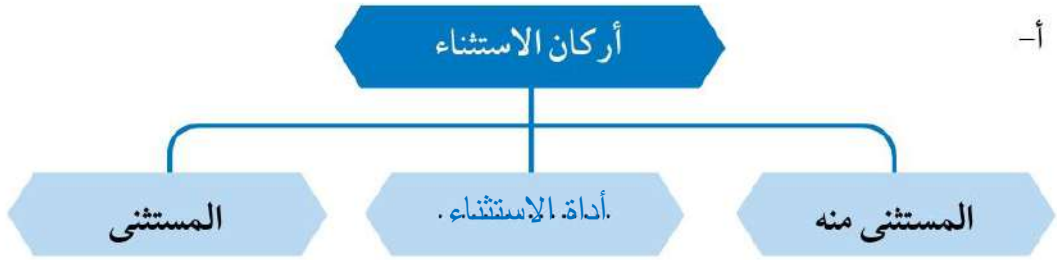 أ–
أركان الاستثناء
المستثنى منه
أداة الاستثناء
المستثنى